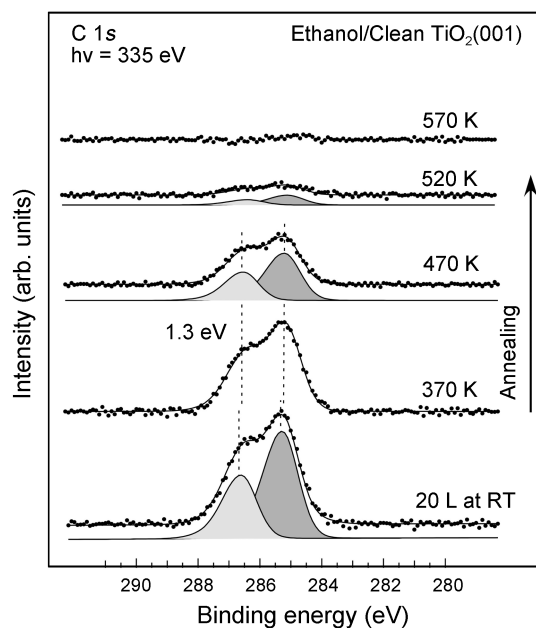 C 1s
Ethanol/Clean TiO2(001)
hν = 335 eV
570 K
520 K
470 K
1.3 eV
370 K
20 L at RT
Intensity (arb. units)
Annealing
290 288 286 284 282 280
Binding energy (eV)